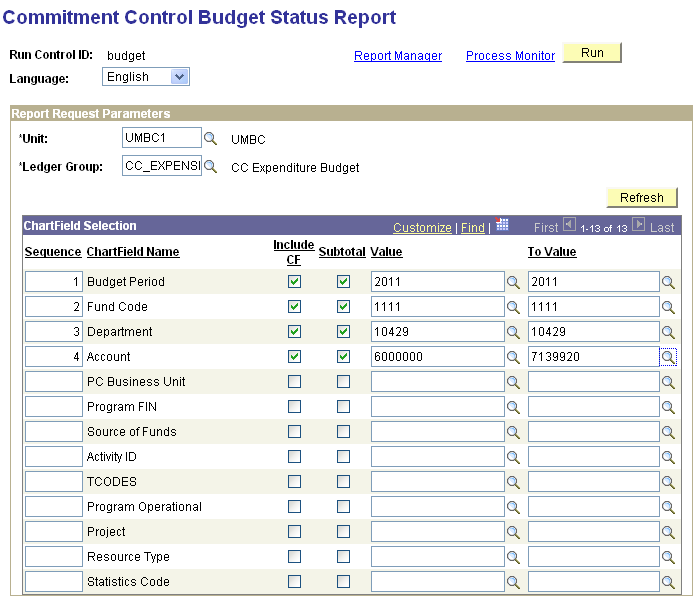 Commitment Control Budget Status Report
Run Control ID: budget Report Manager Process Monitor Run
Language: English
Report Request Parameters
*Unit: UMBC1 UMBC
*Ledger Group: CC_EXPENSI CC Expenditure Budget
Refresh
ChartField Selection Customize | Find | First 1-13 of 13 Last
Sequence ChartField Name Include CF Subtotal Value To Value
1 Budget Period 2011 2011
2 Fund Code 1111 1111
3 Department 10429 10429
4 Account 6000000 7139920
PC Business Unit
Program FIN
Source of Funds
Activity ID
TCODES
Program Operational
Project
Resource Type
Statistics Code